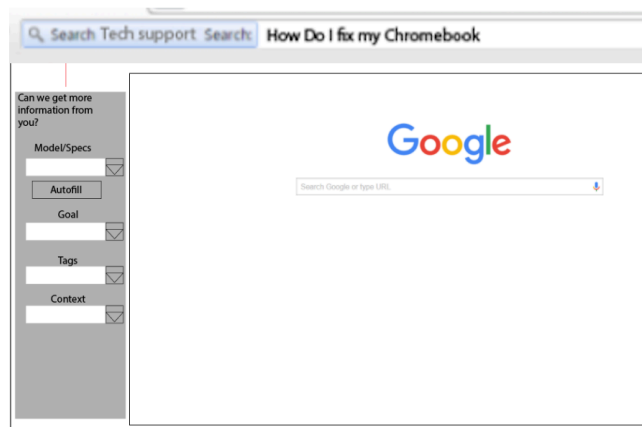 Search Tech support Search: How Do I fix my Chromebook
Can we get more
information from
you?
Model/Specs
Autofill
Goal
Tags
Context
Google
Search Google or type URL